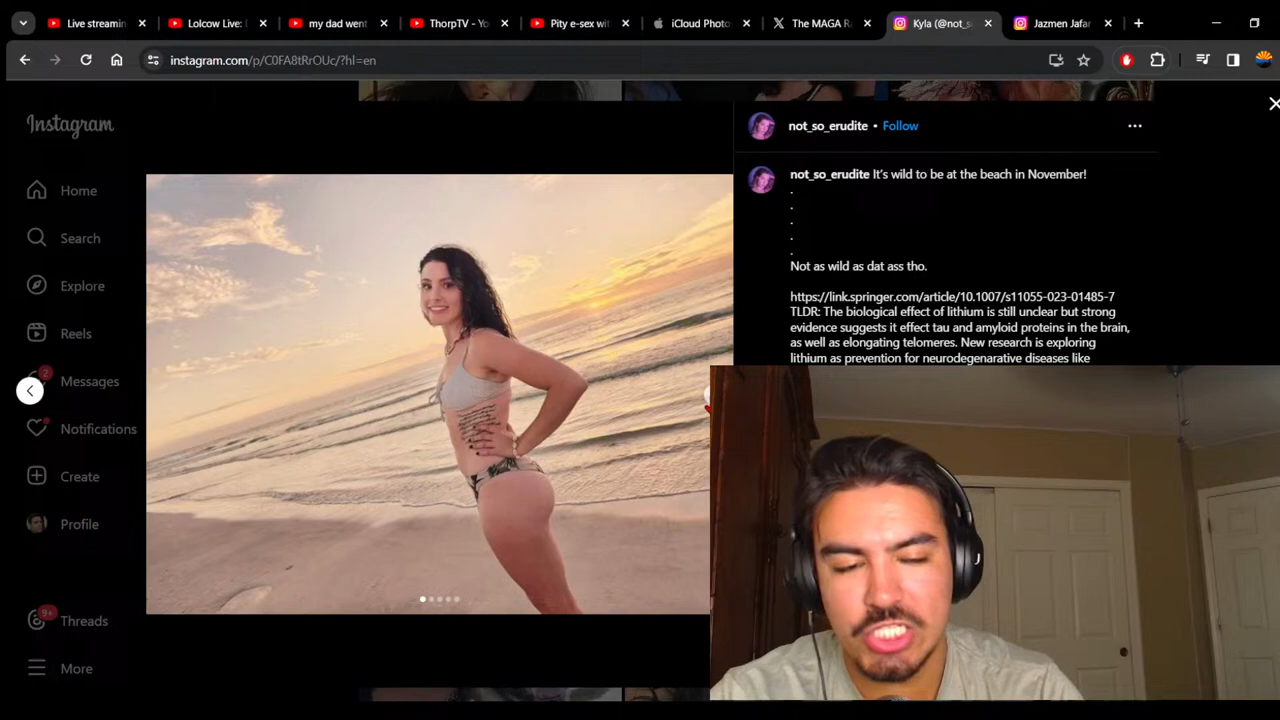 Live streamin
Lolcow Live:
my dad went
ThorpTV - Yo
Pity e-sex wit
iCloud Photo
The MAGA R
Kyla (@not_s
Jazmen Jafar
instagram.com/p/C0FA8tRrOUc/?hl=en
Instagram
Home
Search
Explore
Reels
2
Messages
Notifications
Create
Profile
9+
Threads
More
not_so_erudite • Follow
not_so_erudite It's wild to be at the beach in November!
.
.
.
.
.
Not as wild as dat ass tho.
https://link.springer.com/article/10.1007/s11055-023-01485-7
TLDR: The biological effect of lithium is still unclear but strong
evidence suggests it effect tau and amyloid proteins in the brain,
as well as elongating telomeres. New research is exploring
lithium as prevention for neurodegenarative diseases like